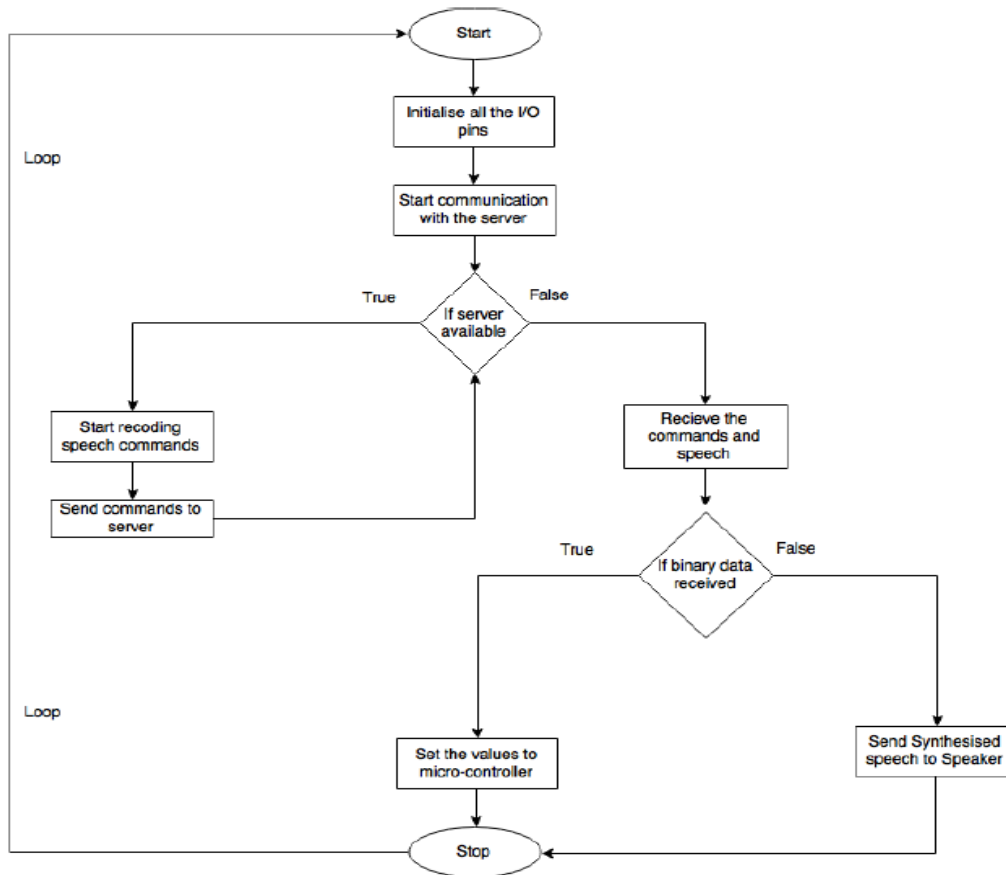 Start
Initialise all the I/O
pins
Loop
Start communication
with the server
True
False
If server
available
Start recoding
speech commands
Recieve the
commands and
speech
Send commands to
server
True
False
If binary data
received
Loop
Set the values to
micro-controller
Send Synthesised
speech to Speaker
Stop